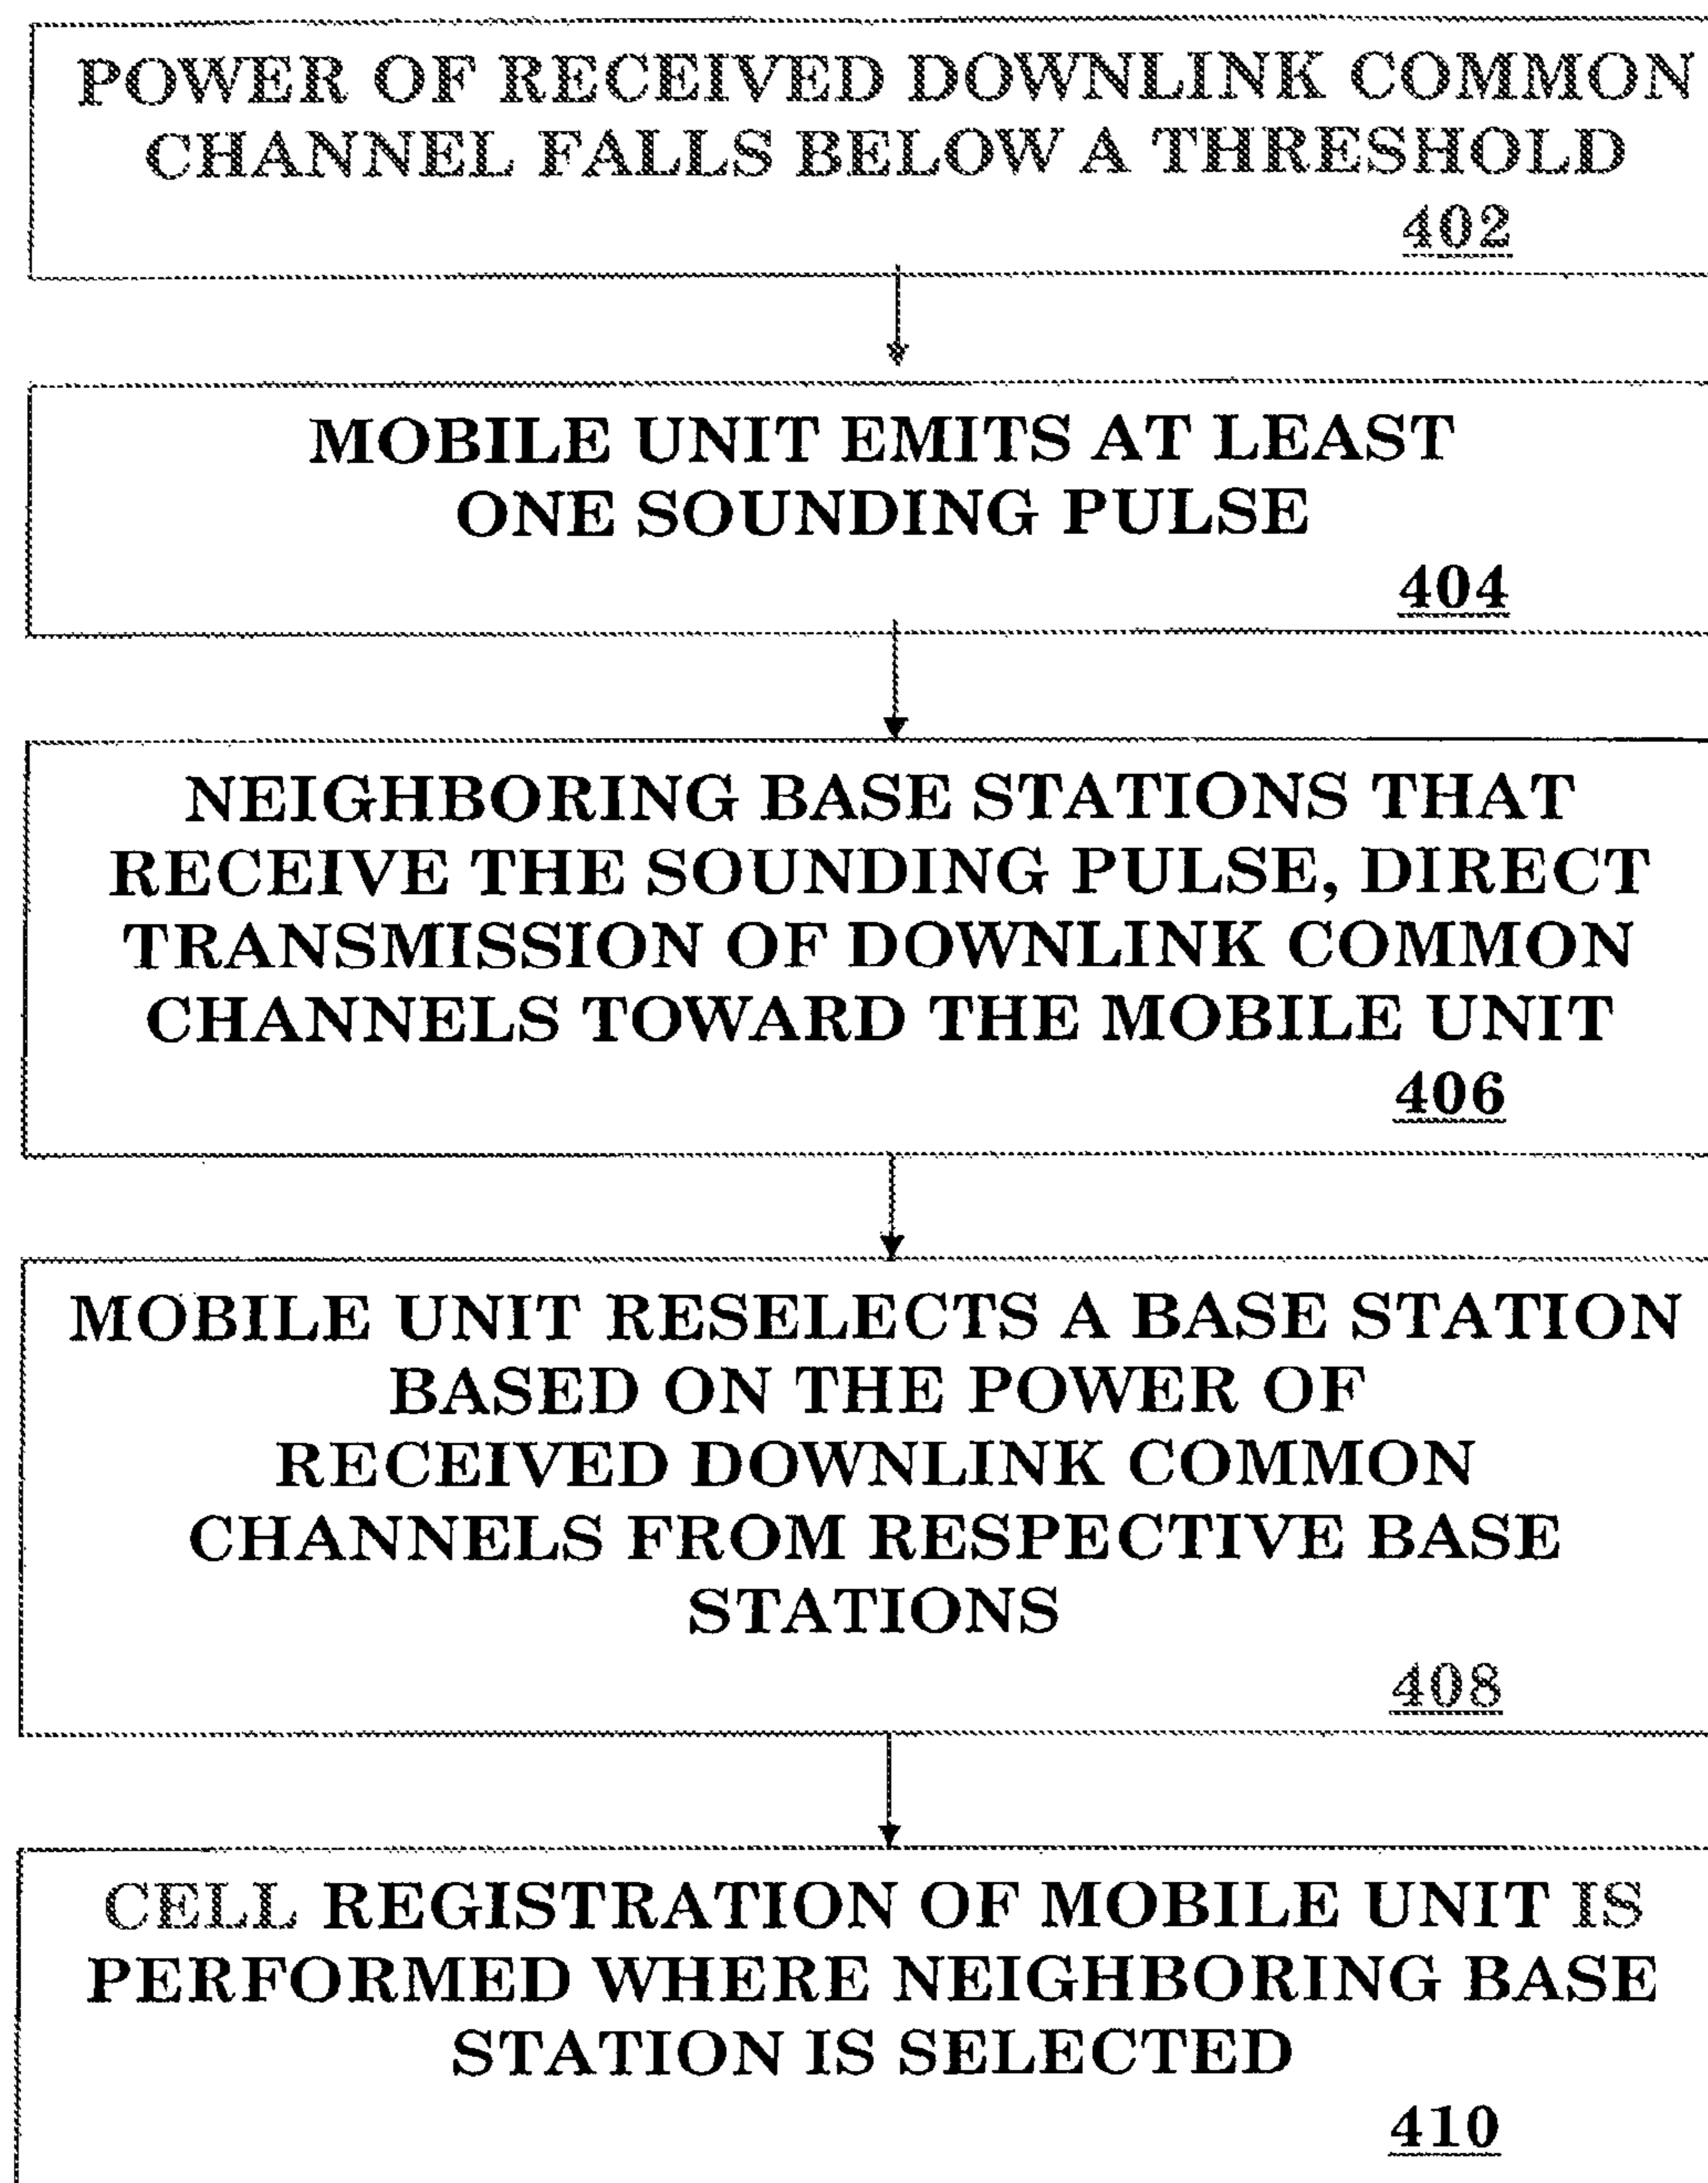 POWER OF RECEIVED DOWNLINK COMMON
CHANNEL FALLS BELOW A THRESHOLD
402
MOBILE UNIT EMITS AT LEAST
ONE SOUNDING PULSE
404
NEIGHBORING BASE STATIONS THAT
RECEIVE THE SOUNDING PULSE, DIRECT
TRANSMISSION OF DOWNLINK COMMON
CHANNELS TOWARD THE MOBILE UNIT
406
MOBILE UNIT RESELECTS A BASE STATION
BASED ON THE POWER OF
RECEIVED DOWNLINK COMMON
CHANNELS FROM RESPECTIVE BASE
STATIONS
408
CELL REGISTRATION OF MOBILE UNIT IS
PERFORMED WHERE NEIGHBORING BASE
STATION IS SELECTED
410